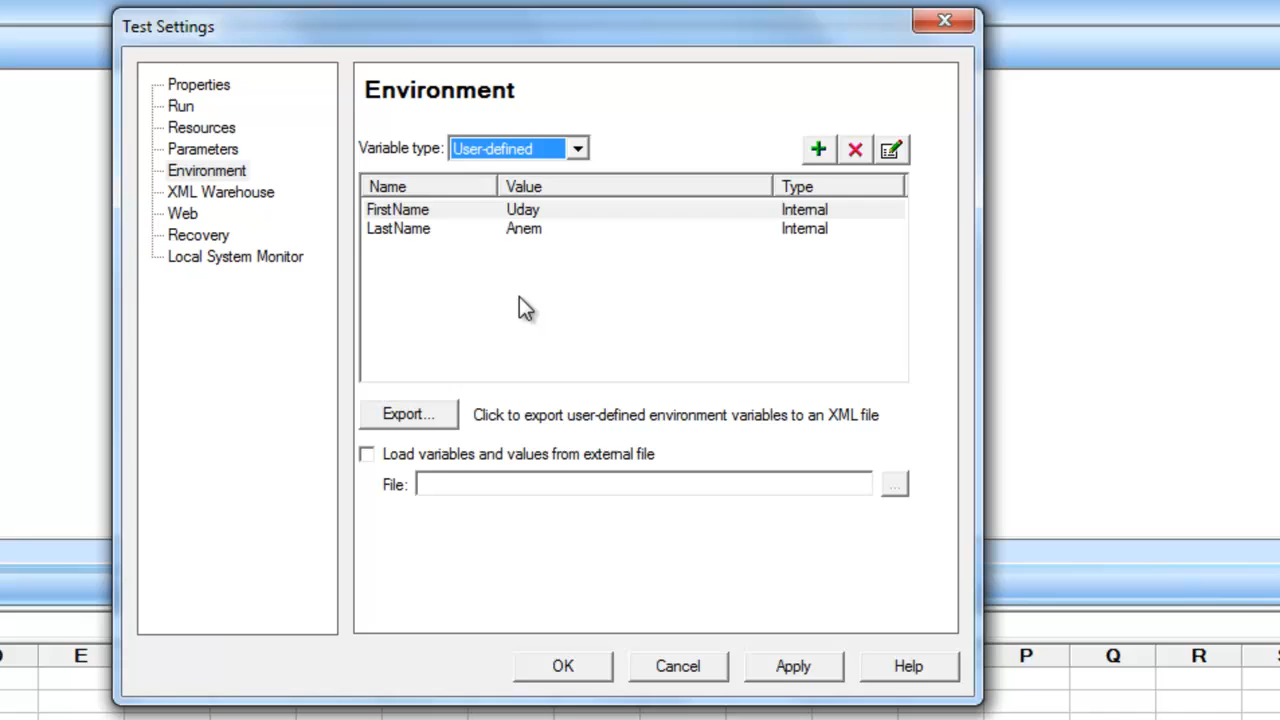 Test Settings
Properties
Run
Resources
Parameters
Environment
XML Warehouse
Web
Recovery
Local System Monitor
Environment
Variable type: User-defined
Name Value Type
FirstName Uday Internal
LastName Anem Internal
Export... Click to export user-defined environment variables to an XML file
Load variables and values from external file
File: ...
OK Cancel Apply Help
E P Q R